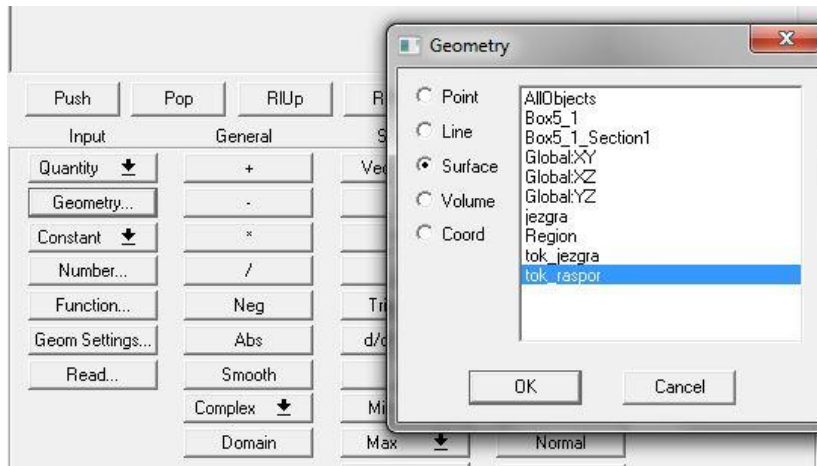 Geometry
Push Pop RlUp
Input General
Quantity +
Geometry... -
Constant *
Number... /
Function... Neg
Geom Settings... Abs
Read... Smooth
Complex
Domain Max Normal
Point
Line
Surface
Volume
Coord
AllObjects
Box5_1
Box5_1_Section1
Global:XY
Global:XZ
Global:YZ
jezgra
Region
tok_jezgra
tok_raspor
OK Cancel